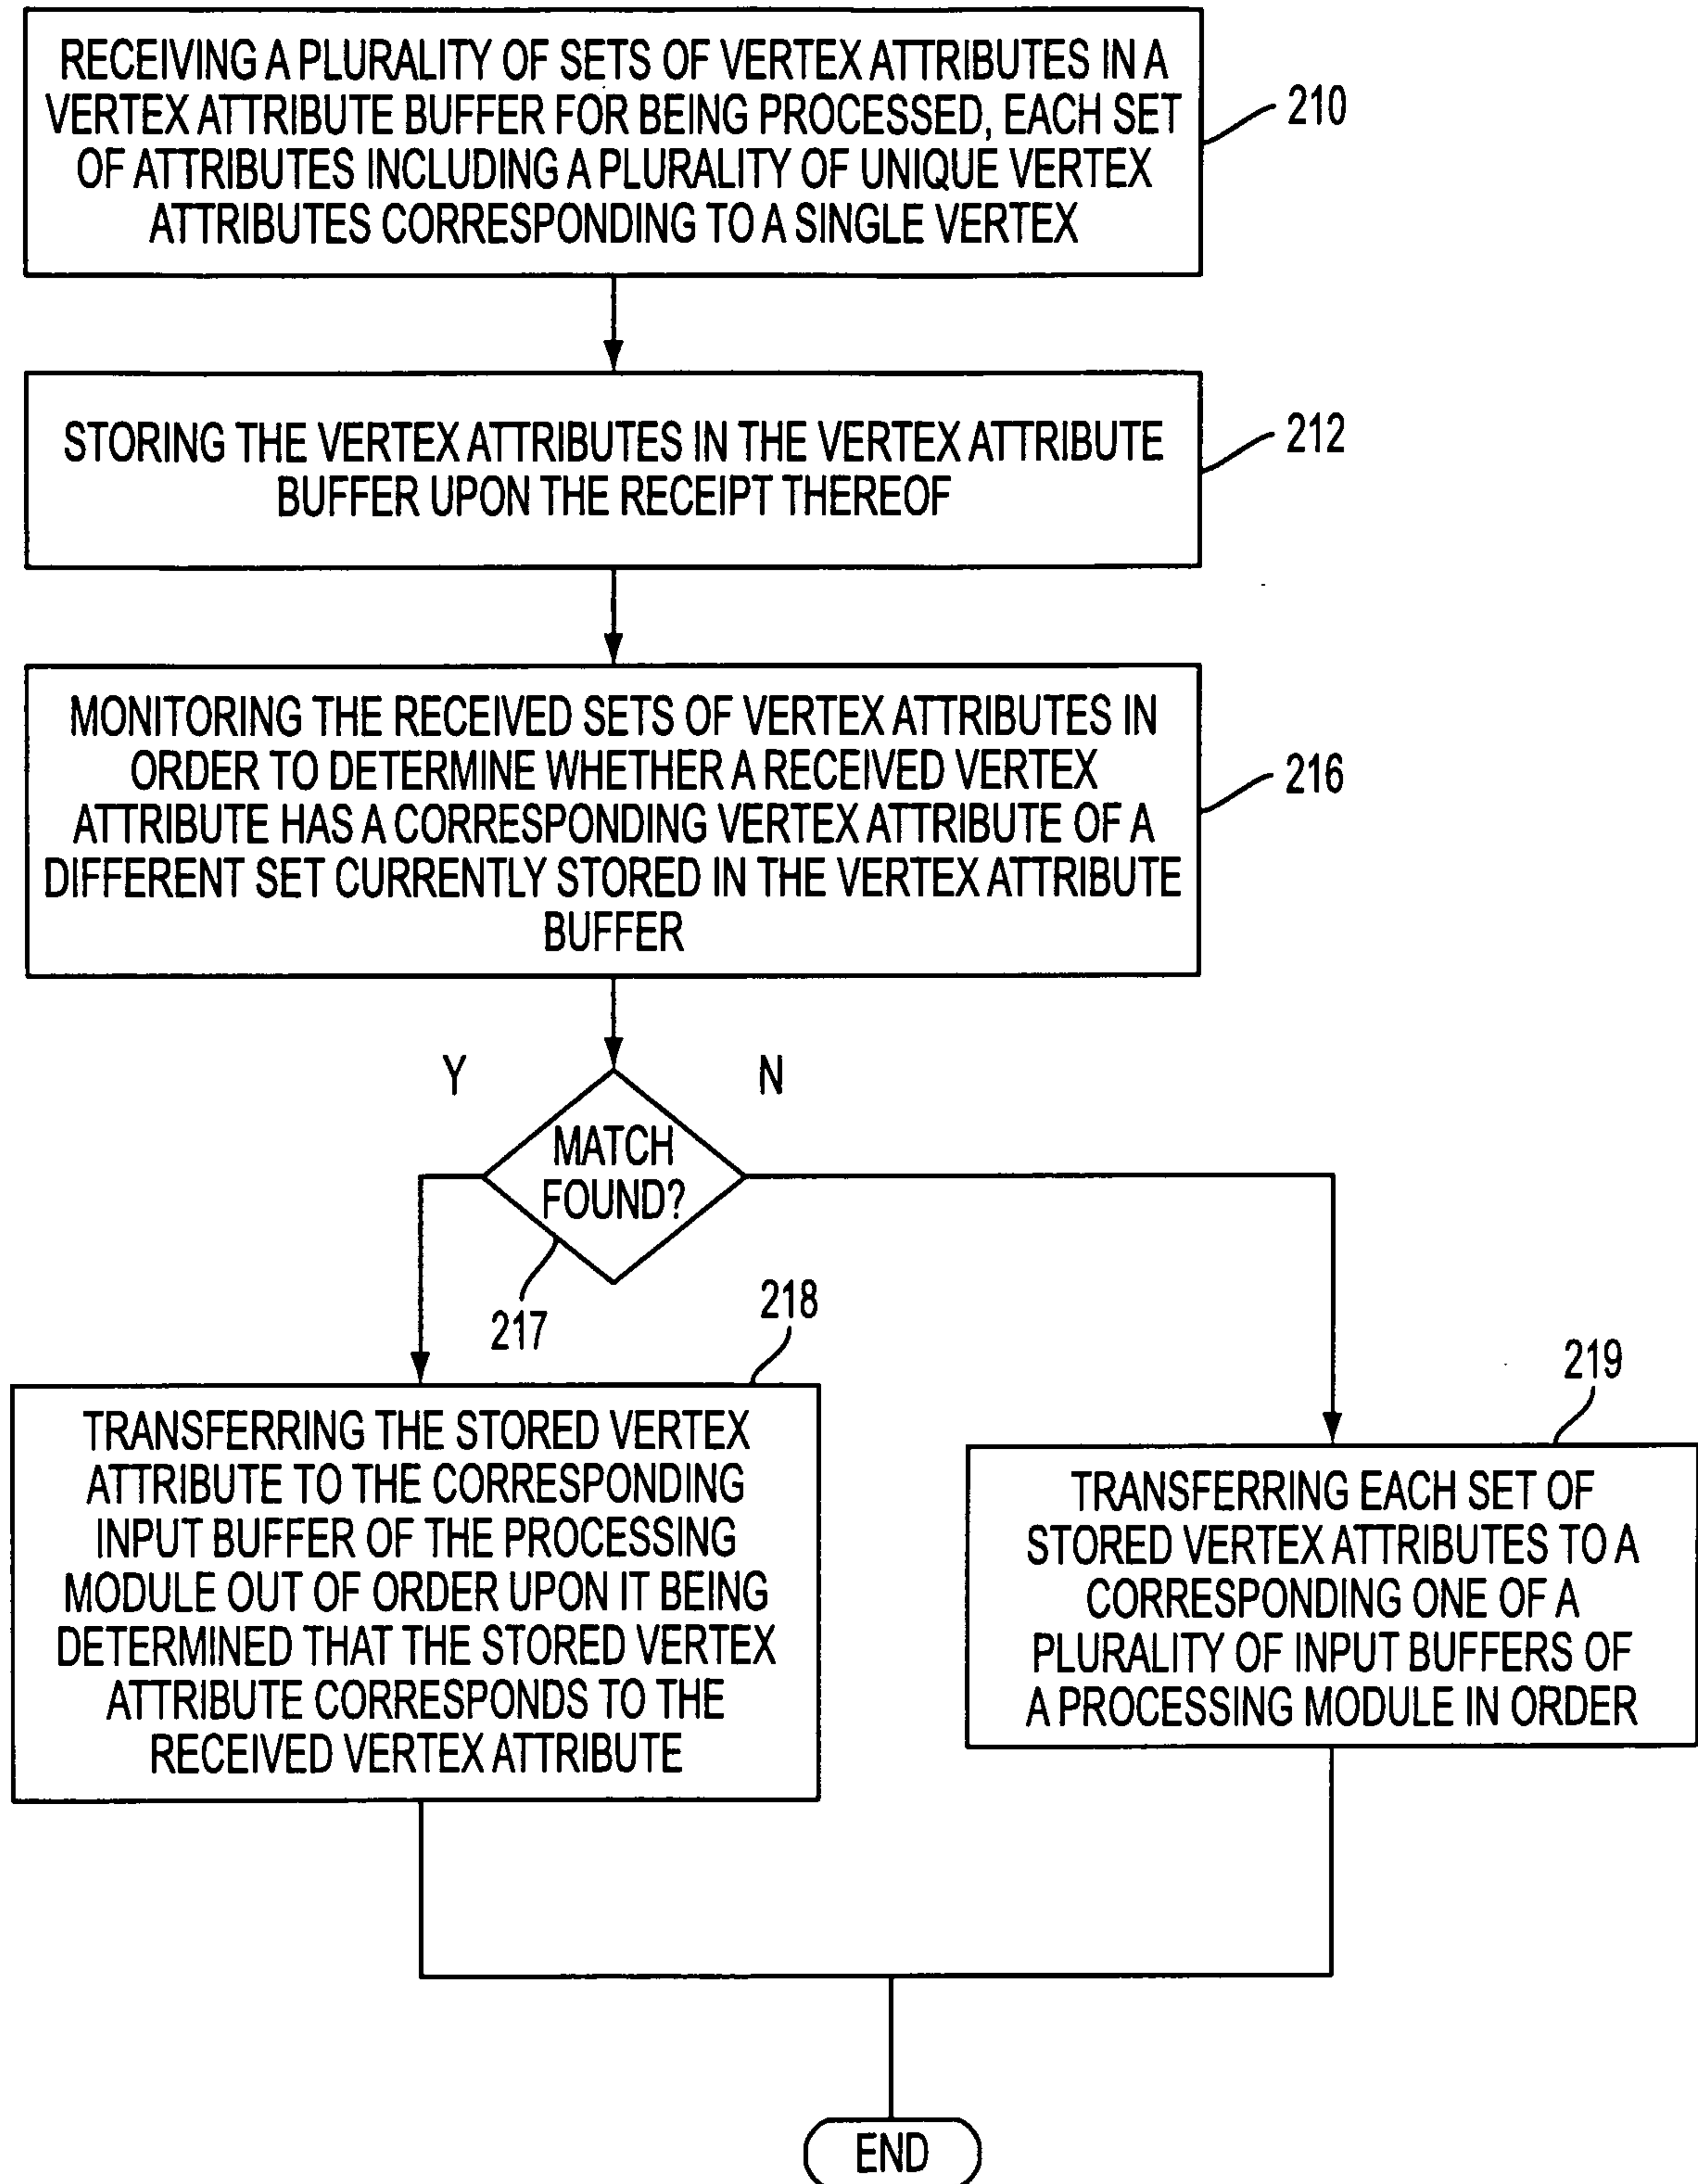 RECEIVING A PLURALITY OF SETS OF VERTEX ATTRIBUTES IN A
VERTEX ATTRIBUTE BUFFER FOR BEING PROCESSED, EACH SET
OF ATTRIBUTES INCLUDING A PLURALITY OF UNIQUE VERTEX
ATTRIBUTES CORRESPONDING TO A SINGLE VERTEX
210
STORING THE VERTEX ATTRIBUTES IN THE VERTEX ATTRIBUTE
BUFFER UPON THE RECEIPT THEREOF
212
MONITORING THE RECEIVED SETS OF VERTEX ATTRIBUTES IN
ORDER TO DETERMINE WHETHER A RECEIVED VERTEX
ATTRIBUTE HAS A CORRESPONDING VERTEX ATTRIBUTE OF A
DIFFERENT SET CURRENTLY STORED IN THE VERTEX ATTRIBUTE
BUFFER
216
Y
N
MATCH
FOUND?
217
218
TRANSFERRING THE STORED VERTEX
ATTRIBUTE TO THE CORRESPONDING
INPUT BUFFER OF THE PROCESSING
MODULE OUT OF ORDER UPON IT BEING
DETERMINED THAT THE STORED VERTEX
ATTRIBUTE CORRESPONDS TO THE
RECEIVED VERTEX ATTRIBUTE
219
TRANSFERRING EACH SET OF
STORED VERTEX ATTRIBUTES TO A
CORRESPONDING ONE OF A
PLURALITY OF INPUT BUFFERS OF
A PROCESSING MODULE IN ORDER
END